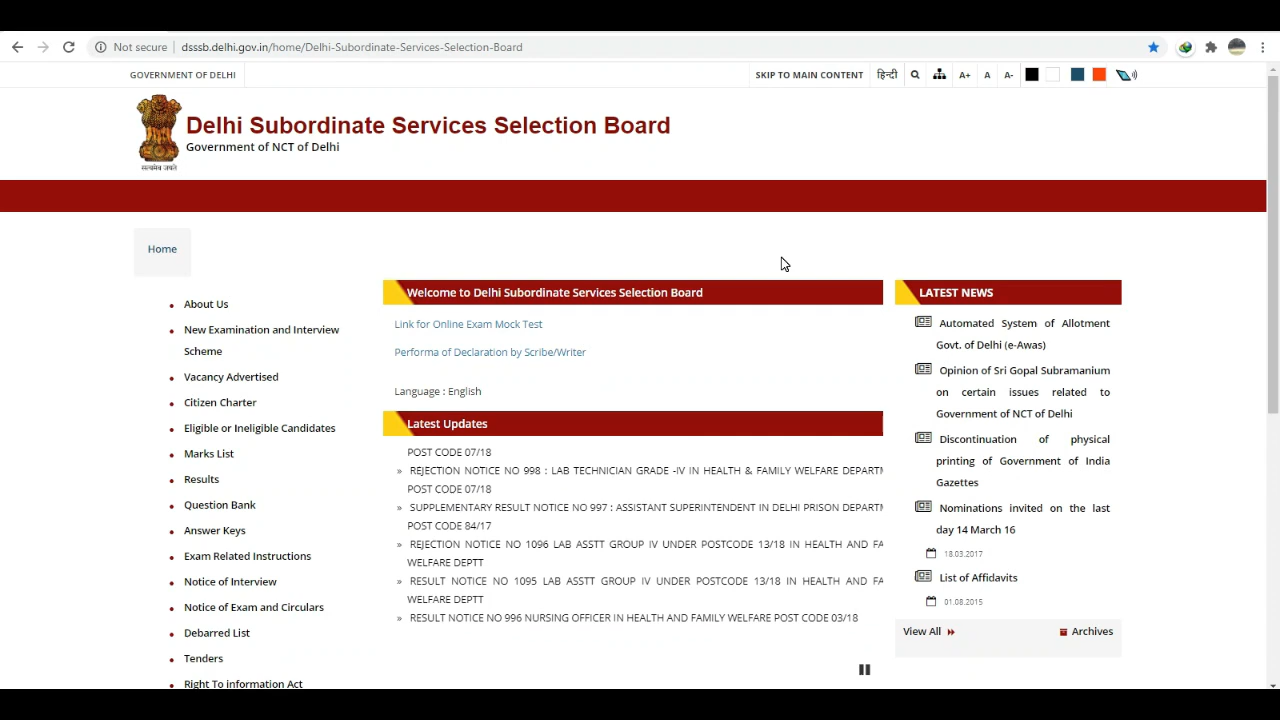 Not secure
dsssb.delhi.gov.in/home/Delhi-Subordinate-Services-Selection-Board
GOVERNMENT OF DELHI
SKIP TO MAIN CONTENT
हिन्दी
A+
A
A-
Delhi Subordinate Services Selection Board
Government of NCT of Delhi
सत्यमेव जयते
Home
About Us
New Examination and Interview
Scheme
Vacancy Advertised
Citizen Charter
Eligible or Ineligible Candidates
Marks List
Results
Question Bank
Answer Keys
Exam Related Instructions
Notice of Interview
Notice of Exam and Circulars
Debarred List
Tenders
Right To information Act
Welcome to Delhi Subordinate Services Selection Board
Link for Online Exam Mock Test
Performa of Declaration by Scribe/Writer
Language : English
Latest Updates
POST CODE 07/18
» REJECTION NOTICE NO 998 : LAB TECHNICIAN GRADE -IV IN HEALTH & FAMILY WELFARE DEPARTM
POST CODE 07/18
» SUPPLEMENTARY RESULT NOTICE NO 997 : ASSISTANT SUPERINTENDENT IN DELHI PRISON DEPARTM
POST CODE 84/17
» REJECTION NOTICE NO 1096 LAB ASSTT GROUP IV UNDER POSTCODE 13/18 IN HEALTH AND FA
WELFARE DEPTT
» RESULT NOTICE NO 1095 LAB ASSTT GROUP IV UNDER POSTCODE 13/18 IN HEALTH AND FA
WELFARE DEPTT
» RESULT NOTICE NO 996 NURSING OFFICER IN HEALTH AND FAMILY WELFARE POST CODE 03/18
LATEST NEWS
Automated System of Allotment
Govt. of Delhi (e-Awas)
Opinion of Sri Gopal Subramanium
on certain issues related to
Government of NCT of Delhi
Discontinuation of physical
printing of Government of India
Gazettes
Nominations invited on the last
day 14 March 16
18.03.2017
List of Affidavits
01.08.2015
View All
Archives